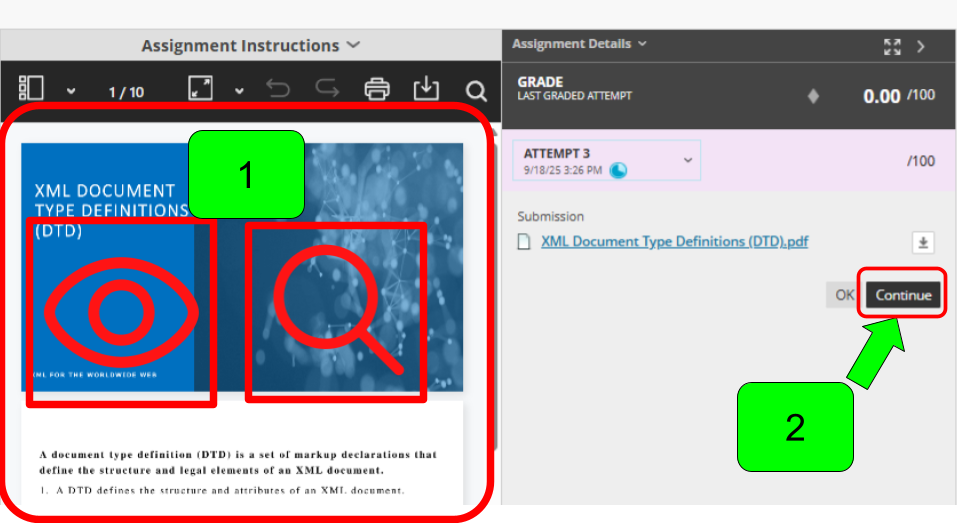 Assignment Instructions
1 / 10
1
XML DOCUMENT
TYPE DEFINITIONS
(DTD)
XML FOR THE WORLDWIDE WEB
A document type definition (DTD) is a set of markup declarations that
define the structure and legal elements of an XML document.
1. A DTD defines the structure and attributes of an XML document.
Assignment Details
GRADE
LAST GRADED ATTEMPT
0.00 /100
ATTEMPT 3
9/18/25 3:26 PM
/100
Submission
XML Document Type Definitions (DTD).pdf
OK
Continue
2